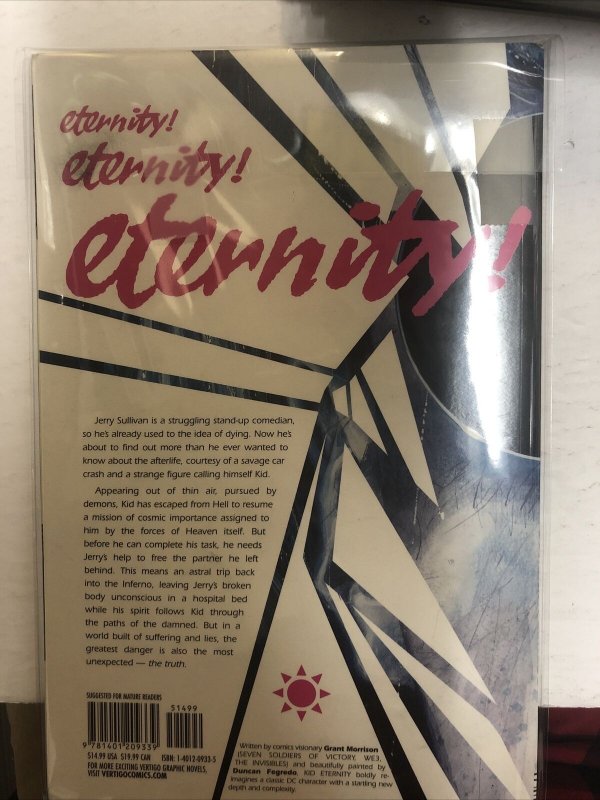 eternity!
eternity!
eternity!
Jerry Sullivan is a struggling stand-up comedian,
so he's already used to the idea of dying. Now he's
about to find out more than he ever wanted to
know about the afterlife, courtesy of a savage car
crash and a strange figure calling himself Kid.
Appearing out of thin air, pursued by
demons, Kid has escaped from Hell to resume
a mission of cosmic importance assigned to
him by the forces of Heaven itself. But
before he can complete his task, he needs
Jerry's help to free the partner he left
behind. This means an astral trip back
into the Inferno, leaving Jerry's broken
body unconscious in a hospital bed
while his spirit follows Kid through
the paths of the damned. But in a
world built of suffering and lies, the
greatest danger is also the most
unexpected — the truth.
SUGGESTED FOR MATURE READERS
51499
9 781401 209339
$14.99 USA $19.99 CAN ISBN: 1-4012-0933-5
FOR MORE EXCITING VERTIGO GRAPHIC NOVELS,
VISIT VERTIGOCOMICS.COM
Written by comics visionary Grant Morrison
(SEVEN SOLDIERS OF VICTORY, WE3,
THE INVISIBLES) and beautifully painted by
Duncan Fegredo, KID ETERNITY boldly re-
imagines a classic DC character with a startling new
depth and complexity.